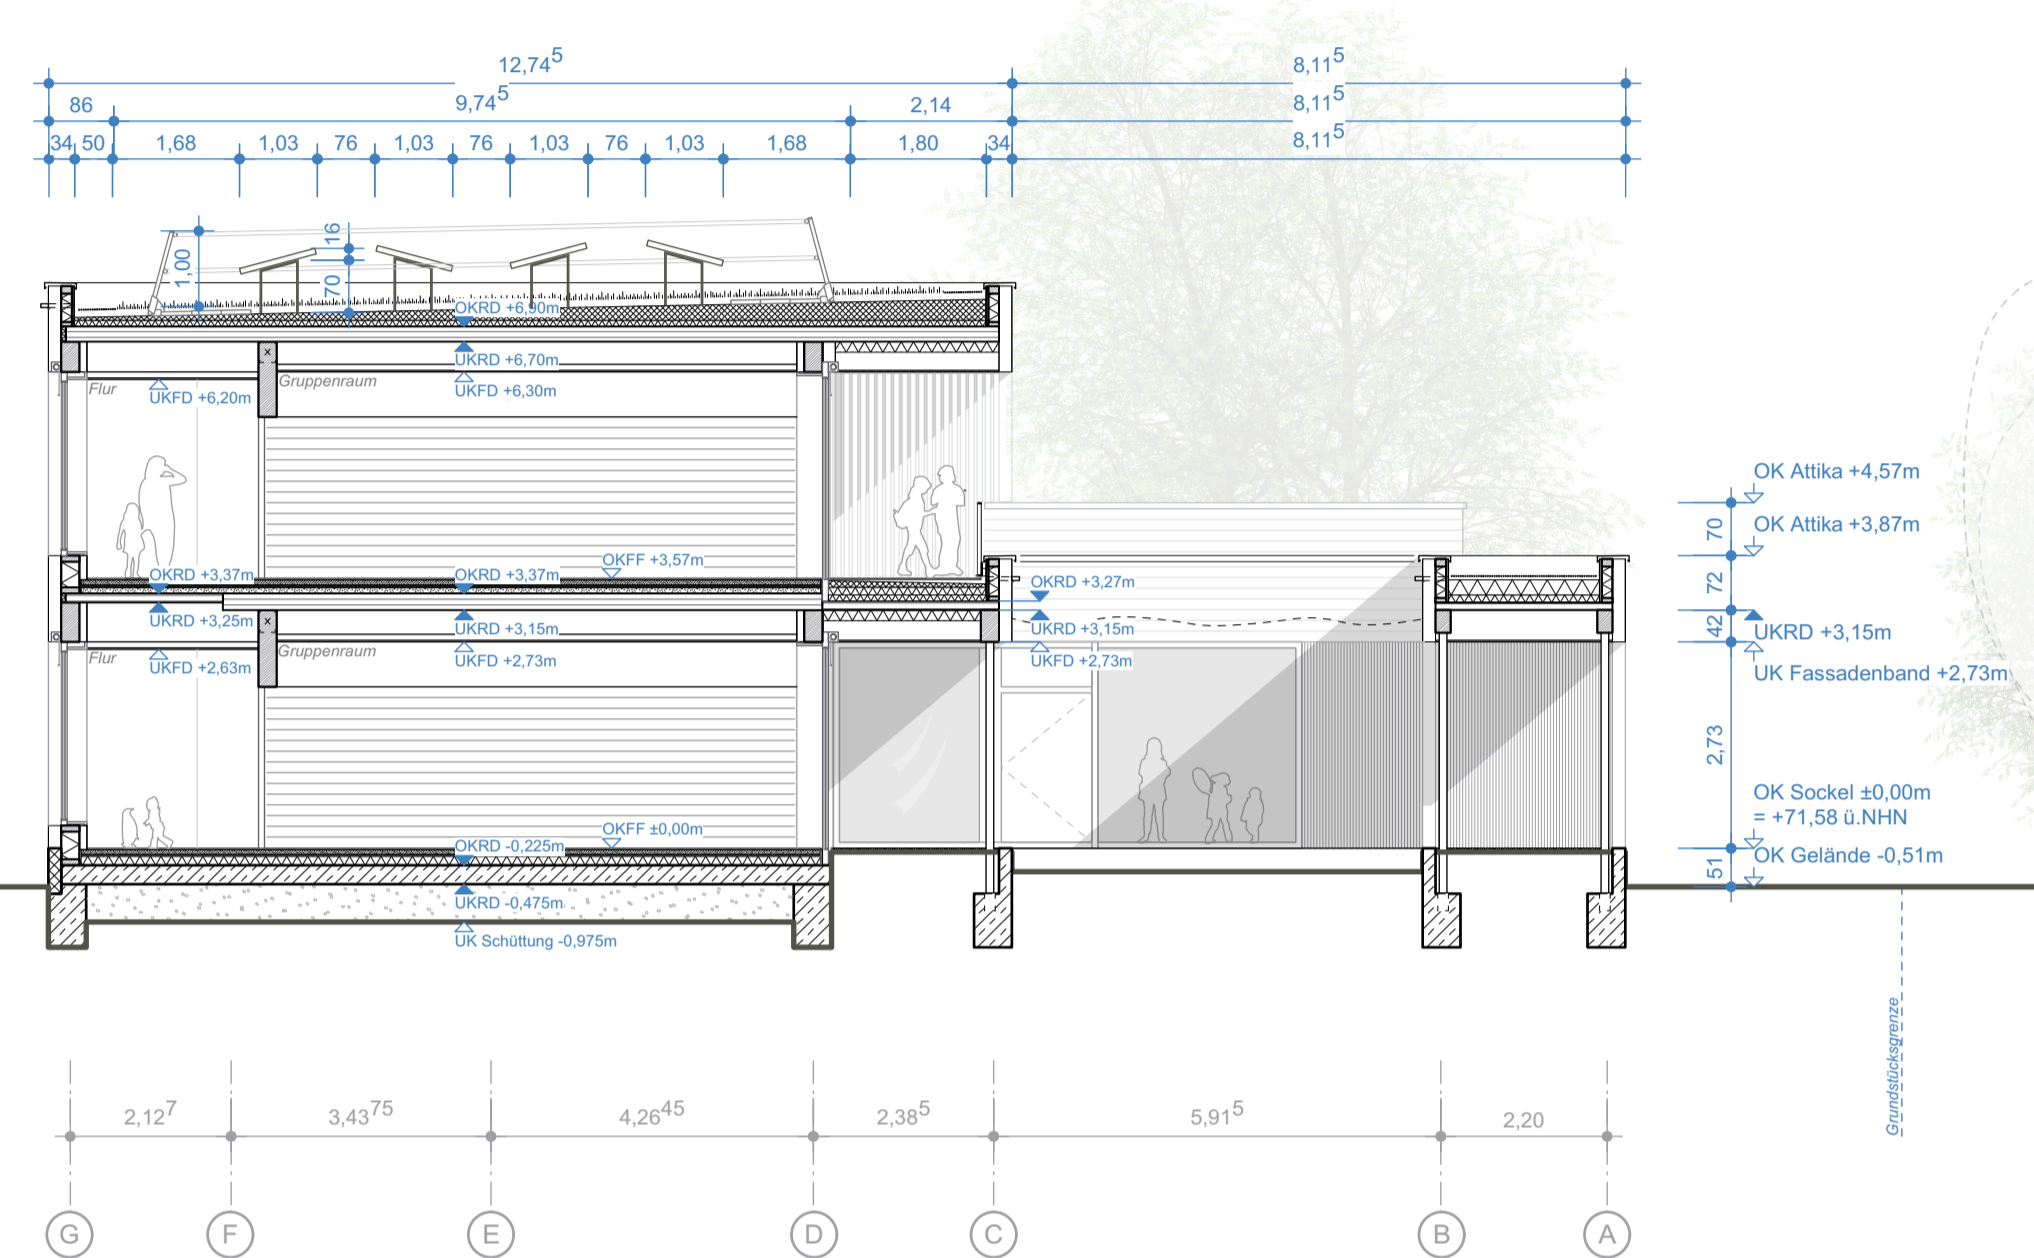 12,74⁵ 8,11⁵
86 9,74⁵ 2,14 8,11⁵
34 50 1,68 1,03 76 1,03 76 1,03 76 1,03 1,68 1,80 34 8,11⁵
1,00
16
70
OKRD +6,90m
UKRD +6,70m
Flur
UKFD +6,20m
Gruppenraum
UKFD +6,30m
x
OKFF +3,57m
OKRD +3,37m
OKRD +3,37m
OKRD +3,27m
UKRD +3,25m
x
UKRD +3,15m
UKRD +3,15m
Flur
UKFD +2,63m
Gruppenraum
UKFD +2,73m
UKFD +2,73m
OKFF ±0,00m
OKRD -0,225m
UKRD -0,475m
UK Schüttung -0,975m
OK Attika +4,57m
70
OK Attika +3,87m
72
42
UKRD +3,15m
UK Fassadenband +2,73m
2,73
OK Sockel ±0,00m
= +71,58 ü.NHN
51
OK Gelände -0,51m
Grundstücksgrenze
2,12⁷ 3,43⁷⁵ 4,26⁴⁵ 2,38⁵ 5,91⁵ 2,20
G F E D C B A